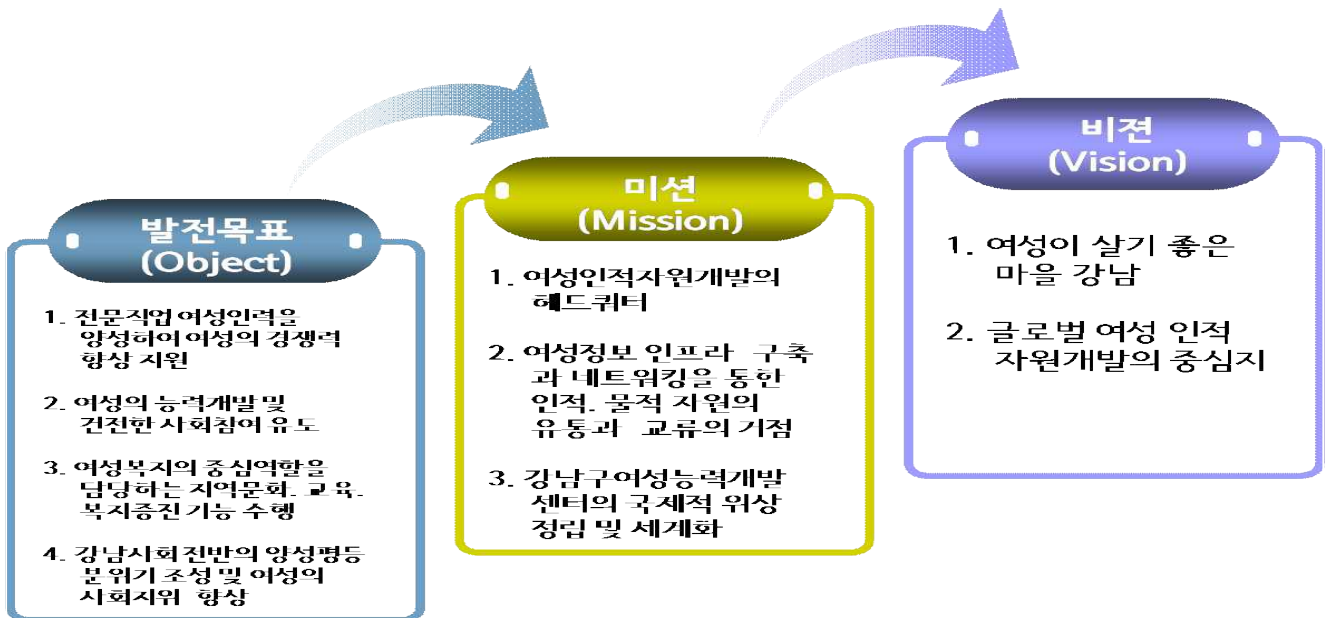 발전목표
(Object)
1. 전문직업 여성인력을
양성하여 여성의 경쟁력
향상 지원
2. 여성의 능력개발 및
건전한 사회참여 유도
3. 여성복지의 중심역할을
담당하는 지역문화. 교육.
복지증진 기능 수행
4. 강남사회전반의 양성평등
분위기 조성 및 여성의
사회지위 향상
미션
(Mission)
1. 여성인적자원개발의
헤드쿼터
2. 여성정보 인프라 구축
과 네트워킹을 통한
인적. 물적 자원의
유통과 교류의 거점
3. 강남구여성능력개발
센터의 국제적 위상
정립 및 세계화
비젼
(Vision)
1. 여성이 살기 좋은
마을 강남
2. 글로벌 여성 인적
자원개발의 중심지